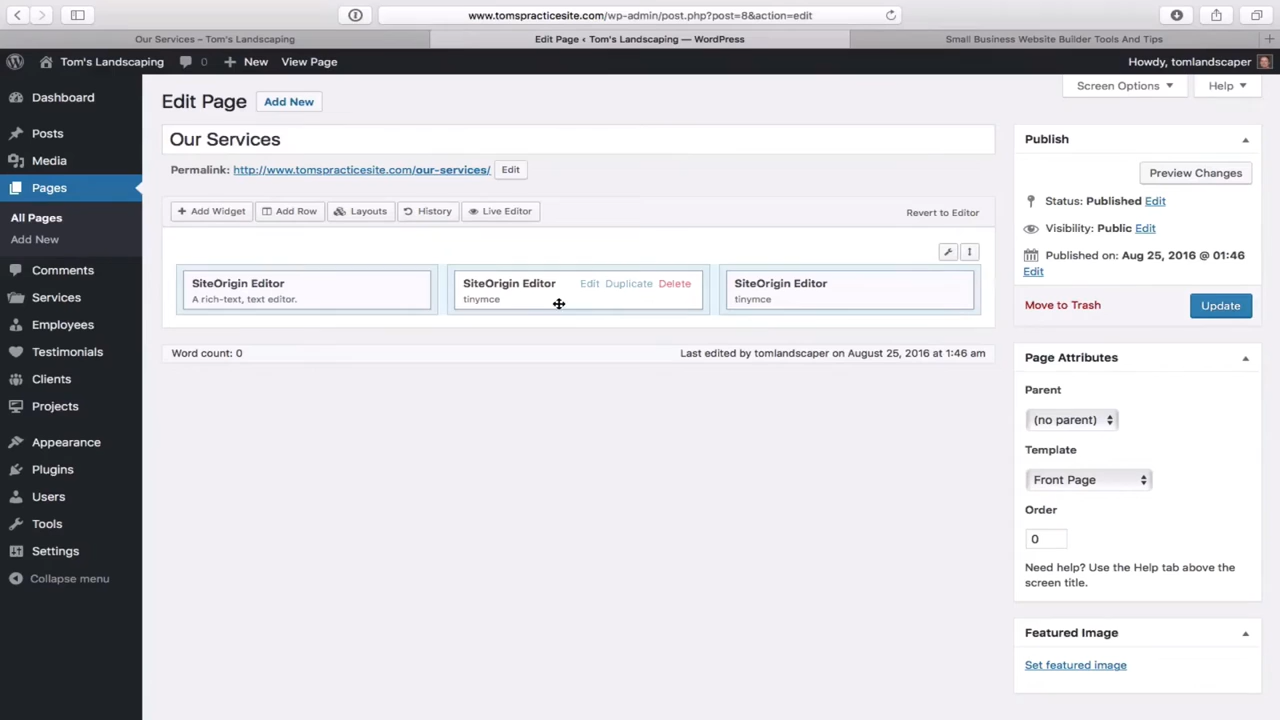 www.tomspracticesite.com/wp-admin/post.php?post=8&action=edit
Our Services – Tom's Landscaping
Edit Page ‹ Tom's Landscaping — WordPress
Small Business Website Builder Tools And Tips
Tom's Landscaping 0 New View Page Howdy, tomlandscaper
Dashboard
Posts
Media
Pages
All Pages
Add New
Comments
Services
Employees
Testimonials
Clients
Projects
Appearance
Plugins
Users
Tools
Settings
Collapse menu
Screen Options Help
Edit Page Add New
Our Services
Permalink: http://www.tomspracticesite.com/our-services/ Edit
Add Widget Add Row Layouts History Live Editor Revert to Editor
SiteOrigin Editor
A rich-text, text editor.
SiteOrigin Editor Edit Duplicate Delete
tinymce
SiteOrigin Editor
tinymce
Word count: 0 Last edited by tomlandscaper on August 25, 2016 at 1:46 am
Publish
Preview Changes
Status: Published Edit
Visibility: Public Edit
Published on: Aug 25, 2016 @ 01:46
Edit
Move to Trash Update
Page Attributes
Parent
(no parent)
Template
Front Page
Order
0
Need help? Use the Help tab above the
screen title.
Featured Image
Set featured image